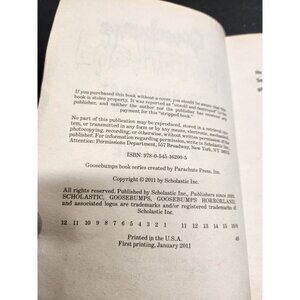 If you purchased this book without a cover, you should be aware that this
book is stolen property. It was reported as "unsold and destroyed" to the
publisher, and neither the author nor the publisher has received any
payment for this "stripped book."
No part of this publication may be reproduced, stored in a retrieval sys-
tem, or transmitted in any form or by any means, electronic, mechanical,
photocopying, recording, or otherwise, without written permission of the
publisher. For information regarding permission, write to Scholastic Inc.,
Attention: Permissions Department, 557 Broadway, New York, NY 10012.
ISBN: 978-0-545-16200-5
Goosebumps book series created by Parachute Press, Inc.
Copyright © 2011 by Scholastic Inc.
All rights reserved. Published by Scholastic Inc., Publishers since 1920.
SCHOLASTIC, GOOSEBUMPS, GOOSEBUMPS HORRORLAND,
and associated logos are trademarks and/or registered trademarks of
Scholastic Inc.
12 11 10 9 8 7 6 5 4 3 2 1 11 12 13 14 15 16/0
Printed in the U.S.A. 40
First printing, January 2011